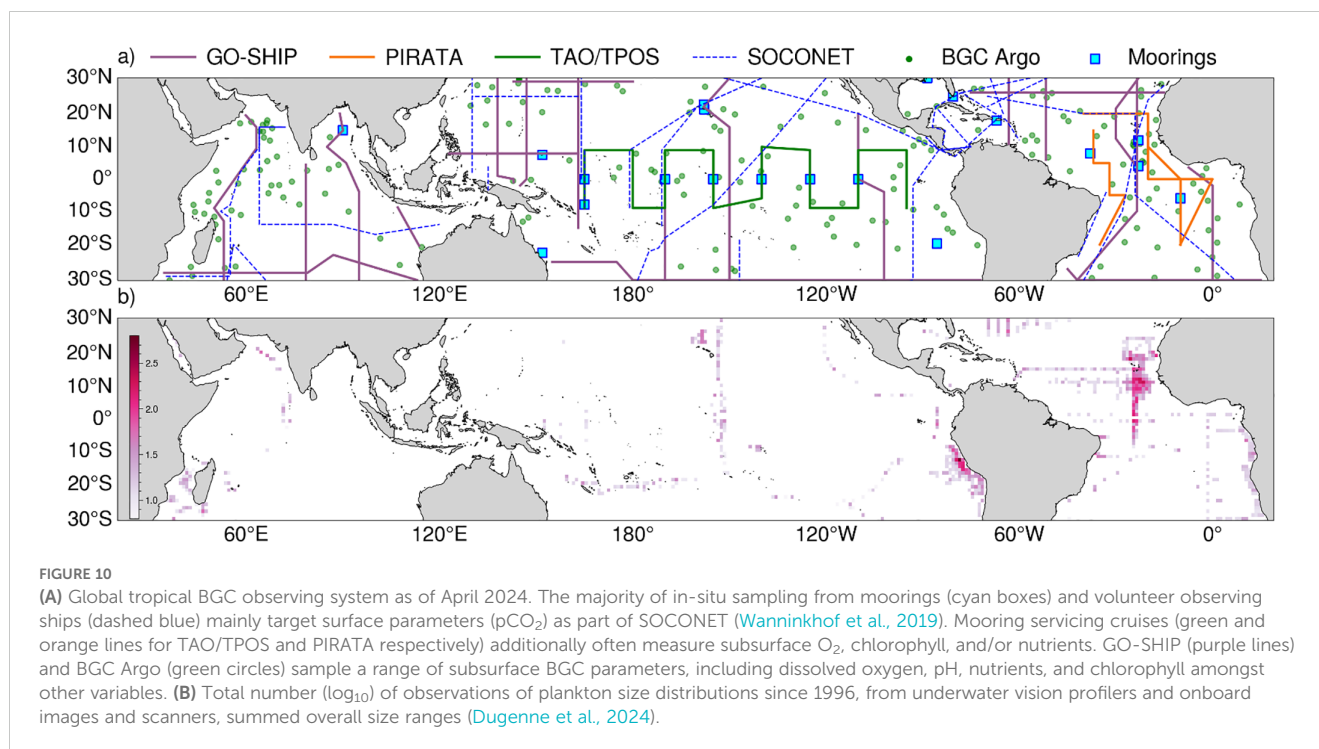 a) GO-SHIP PIRATA TAO/TPOS SOCONET BGC Argo Moorings
30°N
20°N
10°N
0°
10°S
20°S
30°S
60°E 120°E 180° 120°W 60°W 0°
b)
30°N
20°N
10°N
0°
10°S
20°S
30°S
2.5
2.0
1.5
1.0
60°E 120°E 180° 120°W 60°W 0°
FIGURE 10
(A) Global tropical BGC observing system as of April 2024. The majority of in-situ sampling from moorings (cyan boxes) and volunteer observing
ships (dashed blue) mainly target surface parameters (pCO₂) as part of SOCONET (Wanninkhof et al., 2019). Mooring servicing cruises (green and
orange lines for TAO/TPOS and PIRATA respectively) additionally often measure subsurface O₂, chlorophyll, and/or nutrients. GO-SHIP (purple lines)
and BGC Argo (green circles) sample a range of subsurface BGC parameters, including dissolved oxygen, pH, nutrients, and chlorophyll amongst
other variables. (B) Total number (log₁₀) of observations of plankton size distributions since 1996, from underwater vision profilers and onboard
images and scanners, summed overall size ranges (Dugenne et al., 2024).